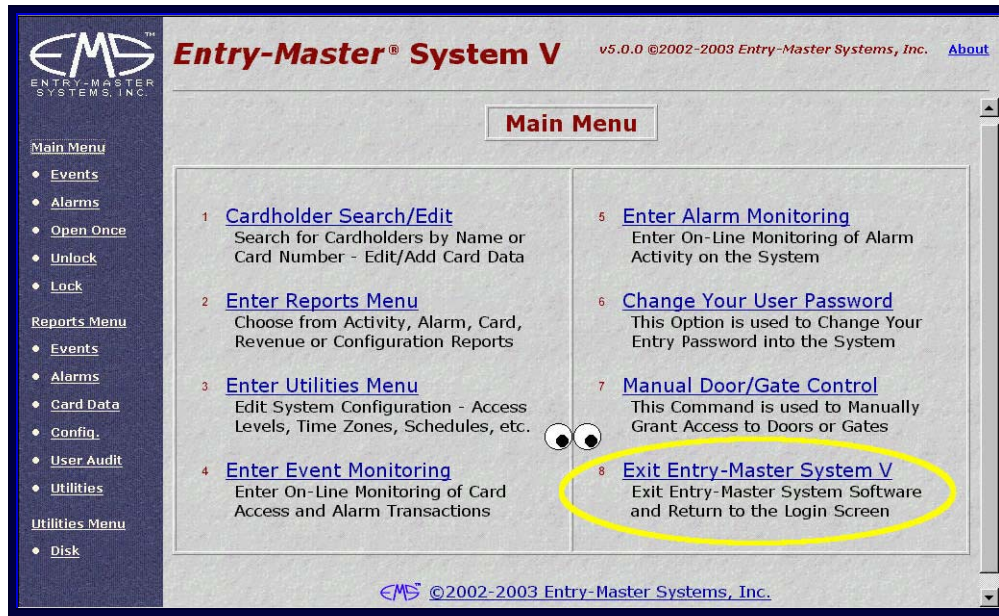 EMS™
ENTRY-MASTER
SYSTEMS, INC.
Entry-Master® System V
v5.0.0 ©2002-2003 Entry-Master Systems, Inc.
About
Main Menu
Events
Alarms
Open Once
Unlock
Lock
Reports Menu
Events
Alarms
Card Data
Config.
User Audit
Utilities
Utilities Menu
Disk
Main Menu
1 Cardholder Search/Edit
Search for Cardholders by Name or
Card Number - Edit/Add Card Data
2 Enter Reports Menu
Choose from Activity, Alarm, Card,
Revenue or Configuration Reports
3 Enter Utilities Menu
Edit System Configuration - Access
Levels, Time Zones, Schedules, etc.
4 Enter Event Monitoring
Enter On-Line Monitoring of Card
Access and Alarm Transactions
5 Enter Alarm Monitoring
Enter On-Line Monitoring of Alarm
Activity on the System
6 Change Your User Password
This Option is used to Change Your
Entry Password into the System
7 Manual Door/Gate Control
This Command is used to Manually
Grant Access to Doors or Gates
8 Exit Entry-Master System V
Exit Entry-Master System Software
and Return to the Login Screen
EMS™ ©2002-2003 Entry-Master Systems, Inc.